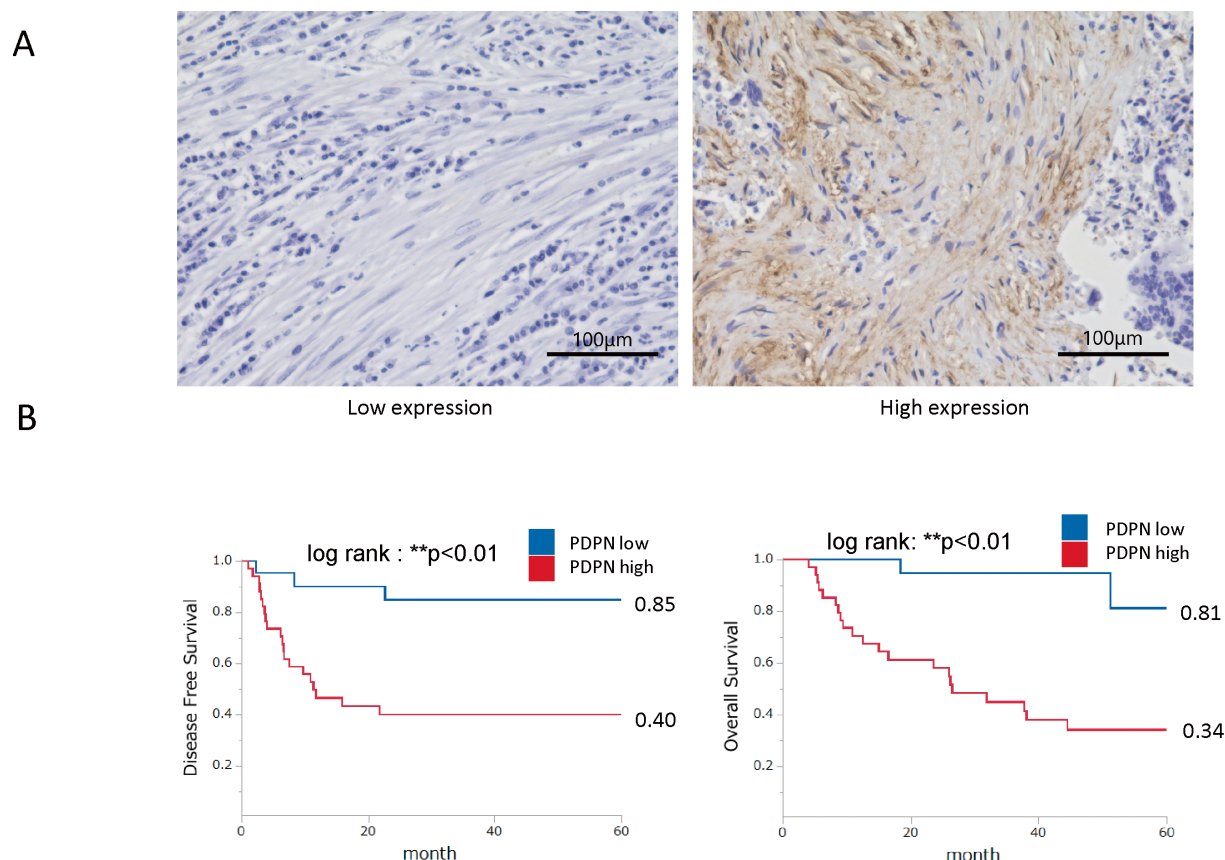 A
100μm
100μm
Low expression
High expression
B
log rank : **p<0.01
PDPN low
PDPN high
Disease Free Survival
1.0
0.8
0.6
0.4
0.2
0
20
40
60
month
0.85
0.40
log rank: **p<0.01
PDPN low
PDPN high
Overall Survival
1.0
0.8
0.6
0.4
0.2
0
20
40
60
month
0.81
0.34